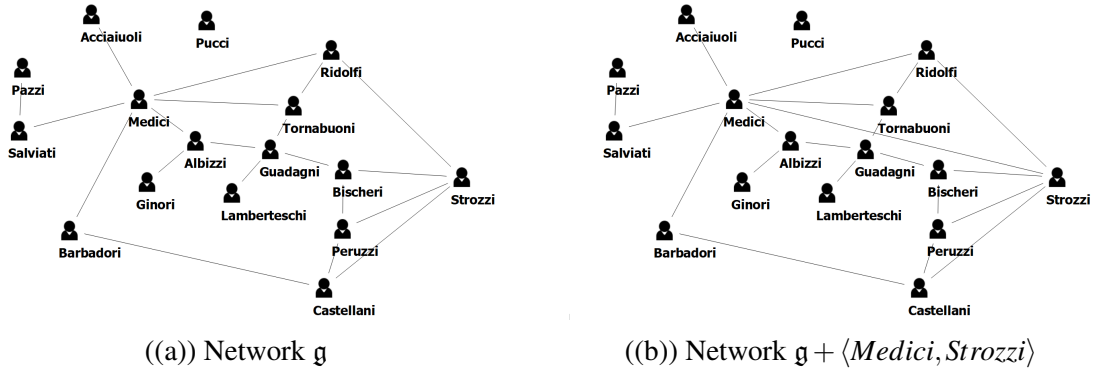 Acciaiuoli
Pucci
Ridolfi
Pazzi
Medici
Tornabuoni
Salviati
Albizzi
Guadagni
Bischeri
Strozzi
Ginori
Lamberteschi
Barbadori
Peruzzi
Castellani
((a)) Network 𝔤
Acciaiuoli
Pucci
Ridolfi
Pazzi
Medici
Tornabuoni
Salviati
Albizzi
Guadagni
Bischeri
Strozzi
Ginori
Lamberteschi
Barbadori
Peruzzi
Castellani
((b)) Network 𝔤 + ⟨Medici, Strozzi⟩